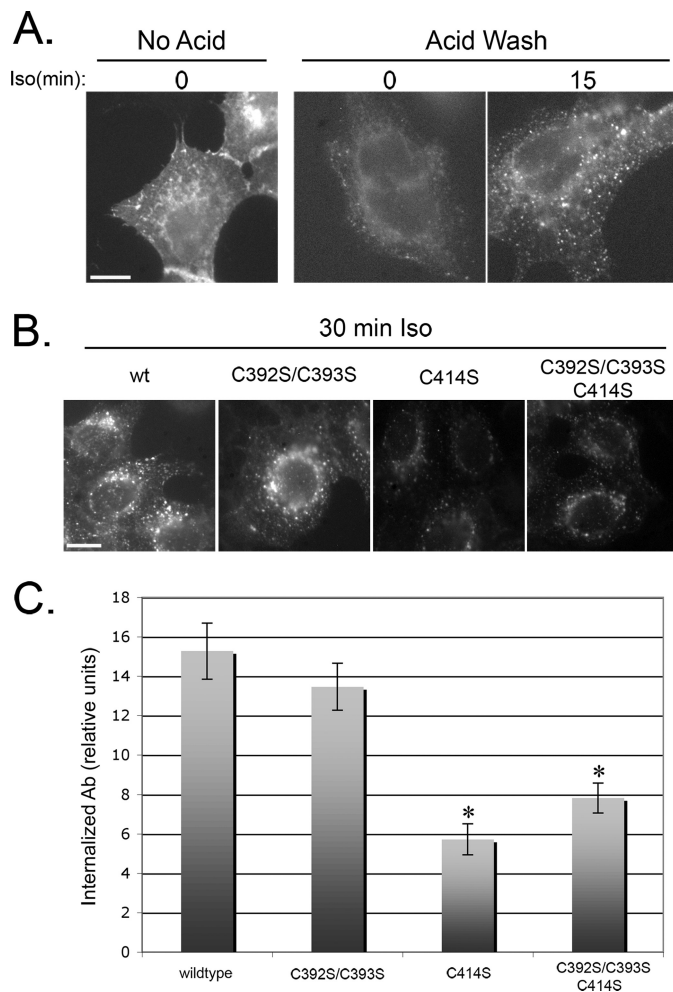 A.
No Acid
Acid Wash
Iso(min):
0
0
15
B.
30 min Iso
wt
C392S/C393S
C414S
C392S/C393S
C414S
C.
Internalized Ab (relative units)
18
16
14
12
10
8
6
4
2
0
*
*
wildtype
C392S/C393S
C414S
C392S/C393S
C414S